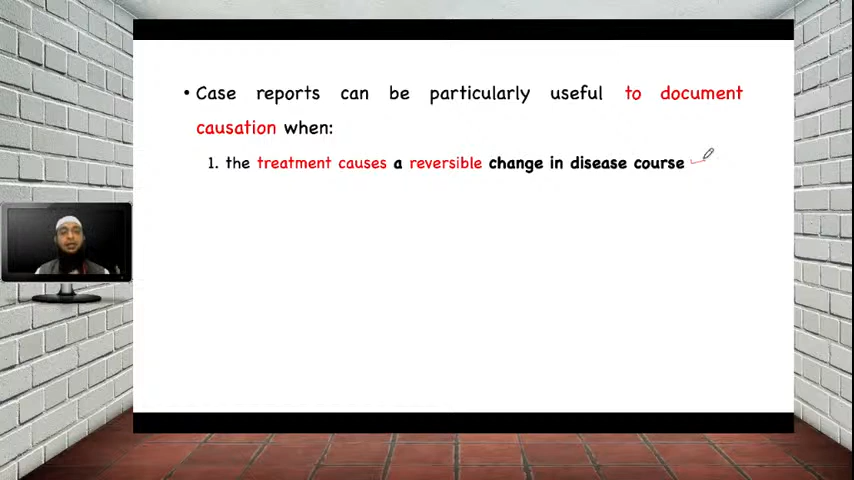 • Case reports can be particularly useful to document
causation when:
1. the treatment causes a reversible change in disease course